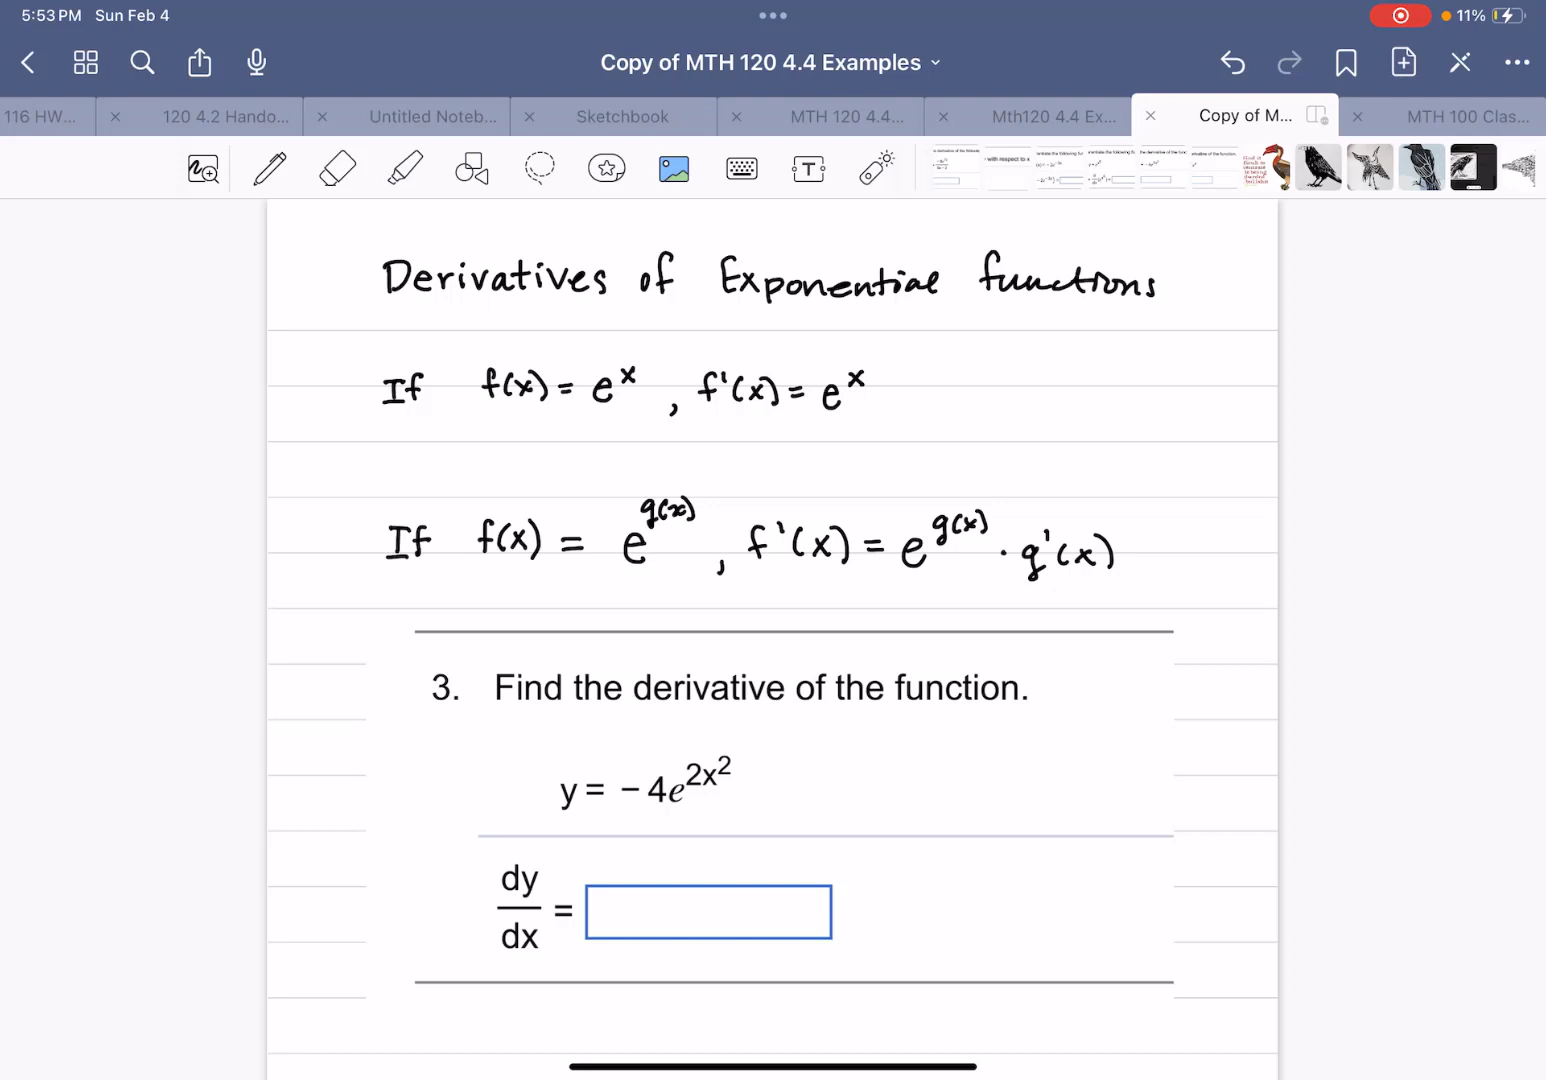 5:53 PM Sun Feb 4
11%
Copy of MTH 120 4.4 Examples
116 HW...
120 4.2 Hando...
Untitled Noteb...
Sketchbook
MTH 120 4.4...
Mth120 4.4 Ex...
Copy of M...
MTH 100 Clas...
Derivatives of Exponential functions
If f(x) = e^x , f'(x) = e^x
If f(x) = e^g(x) , f'(x) = e^g(x) · g'(x)
3. Find the derivative of the function.
y = − 4e^2x^2
dy
=
dx